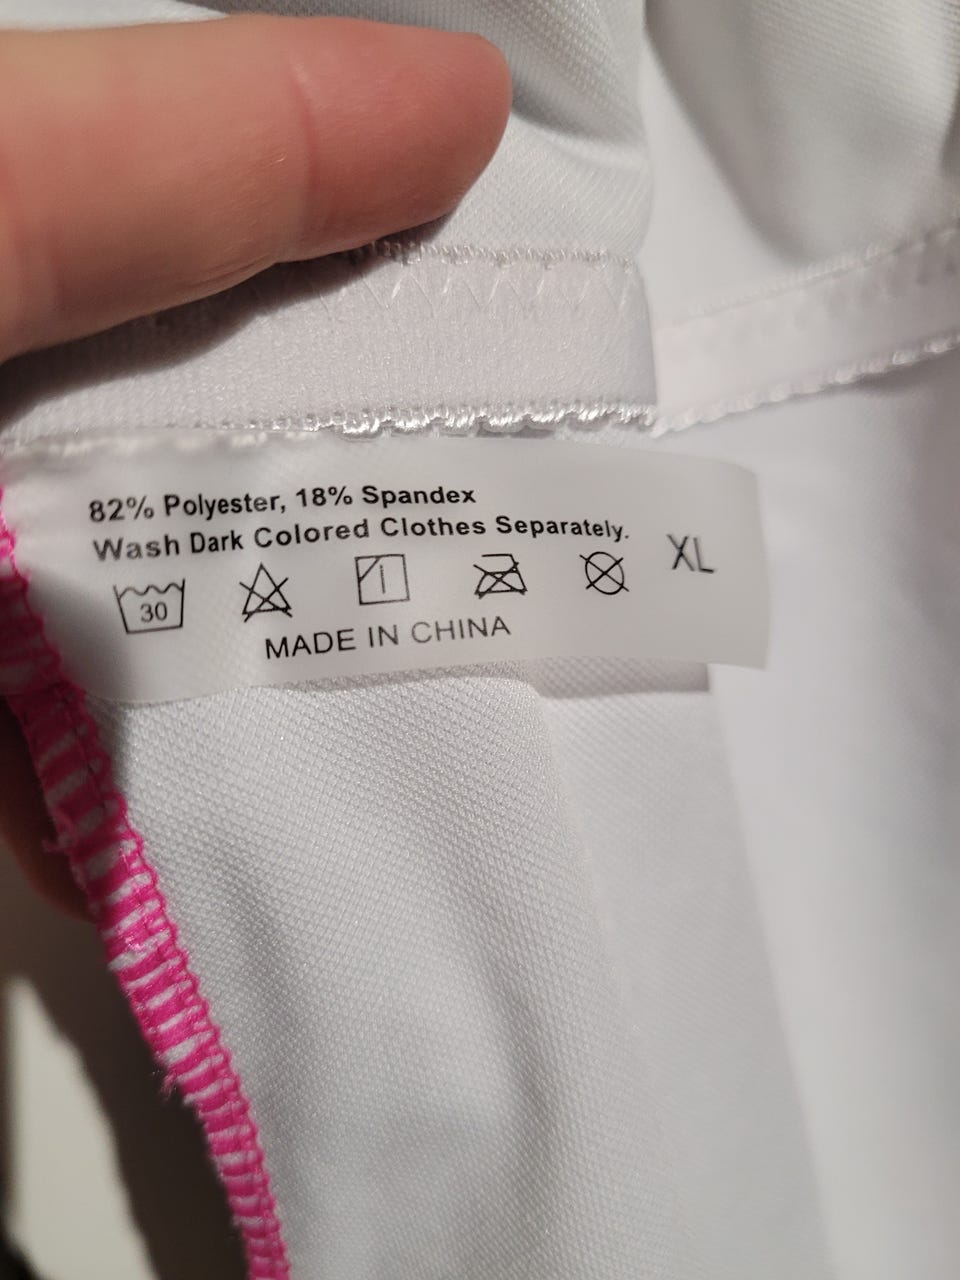 82% Polyester, 18% Spandex
Wash Dark Colored Clothes Separately.
XL
30
MADE IN CHINA